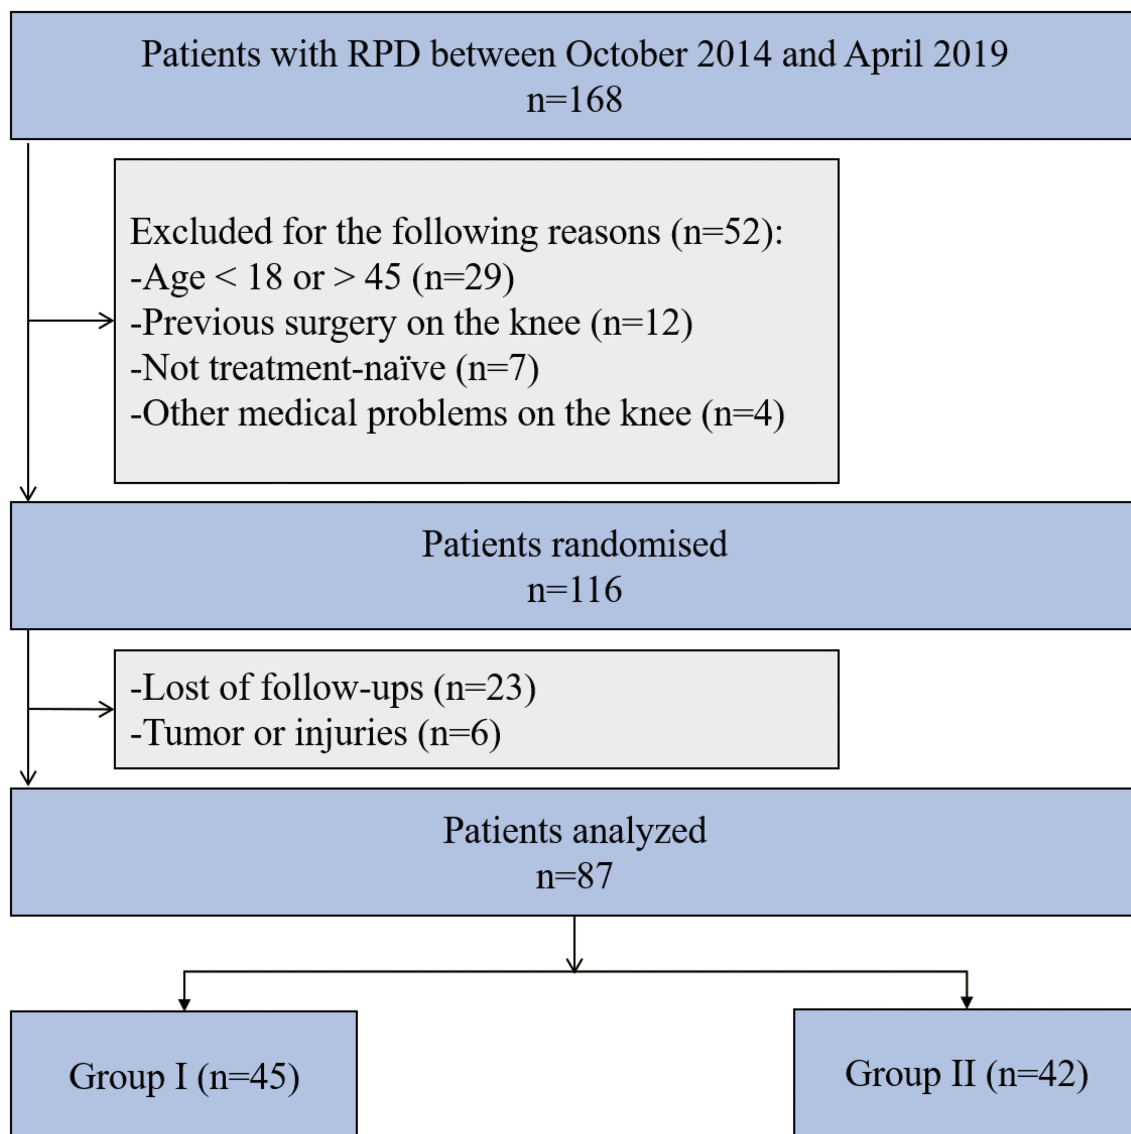 Patients with RPD between October 2014 and April 2019
n=168
Excluded for the following reasons (n=52):
-Age < 18 or > 45 (n=29)
-Previous surgery on the knee (n=12)
-Not treatment-naïve (n=7)
-Other medical problems on the knee (n=4)
Patients randomised
n=116
-Lost of follow-ups (n=23)
-Tumor or injuries (n=6)
Patients analyzed
n=87
Group I (n=45)
Group II (n=42)